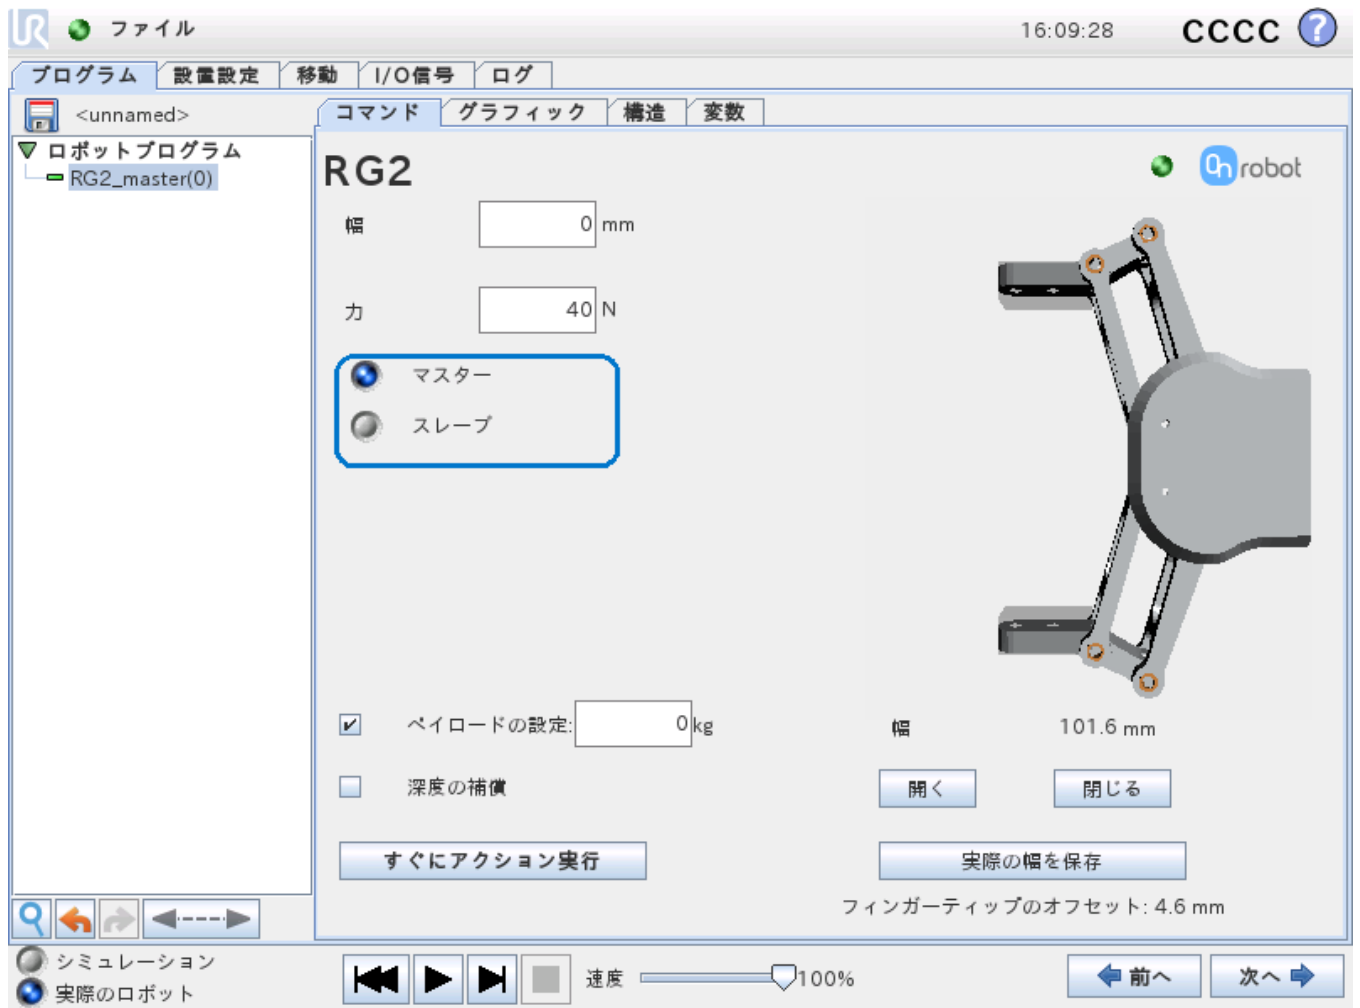 ファイル 16:09:28 CCCC ?
プログラム 設置設定 移動 I/O信号 ログ
<unnamed> コマンド グラフィック 構造 変数
ロボットプログラム
RG2_master(0)
RG2 On robot
幅 0 mm
力 40 N
マスター
スレーブ
ペイロードの設定: 0 kg 幅 101.6 mm
深度の補償 開く 閉じる
すぐにアクション実行 実際の幅を保存
フィンガーティップのオフセット: 4.6 mm
シミュレーション
実際のロボット 速度 100% 前へ 次へ